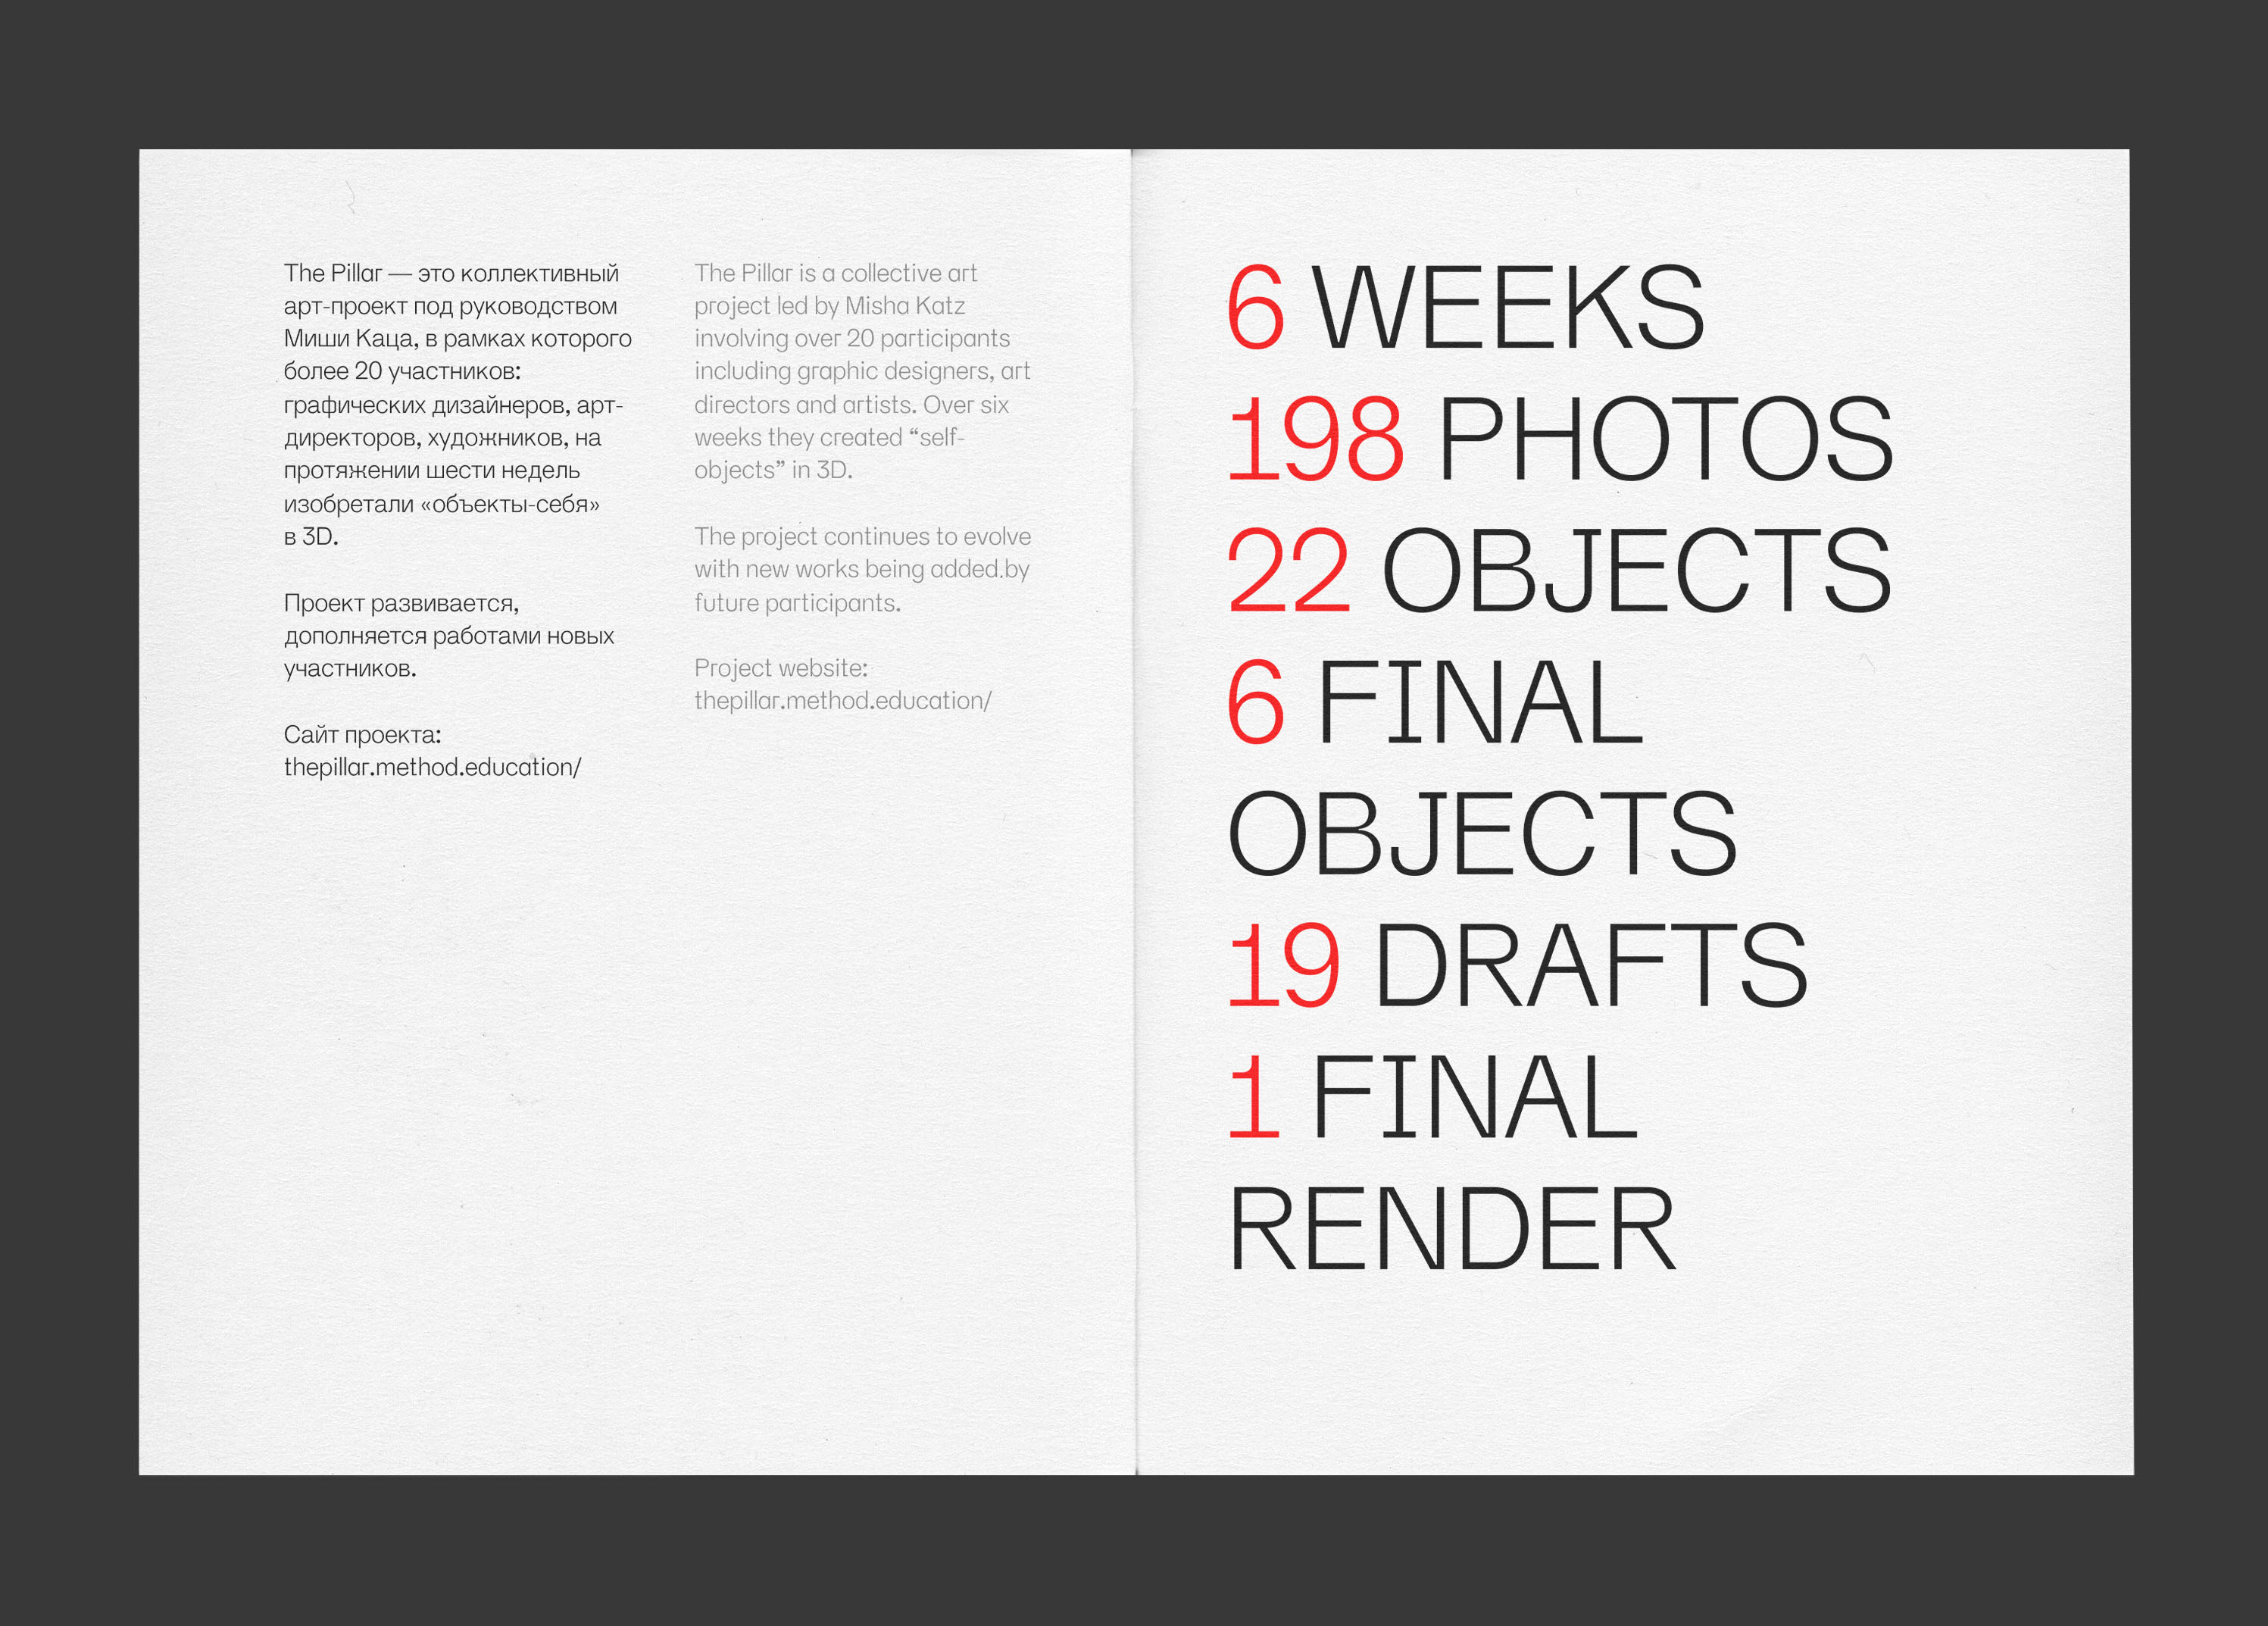 The Pillar — это коллективный
арт-проект под руководством
Миши Каца, в рамках которого
более 20 участников:
графических дизайнеров, арт-
директоров, художников, на
протяжении шести недель
изобретали «объекты-себя»
в 3D.
Проект развивается,
дополняется работами новых
участников.
Сайт проекта:
thepillar.method.education/
The Pillar is a collective art
project led by Misha Katz
involving over 20 participants
including graphic designers, art
directors and artists. Over six
weeks they created “self-
objects” in 3D.
The project continues to evolve
with new works being added by
future participants.
Project website:
thepillar.method.education/
6 WEEKS
198 PHOTOS
22 OBJECTS
6 FINAL
OBJECTS
19 DRAFTS
1 FINAL
RENDER